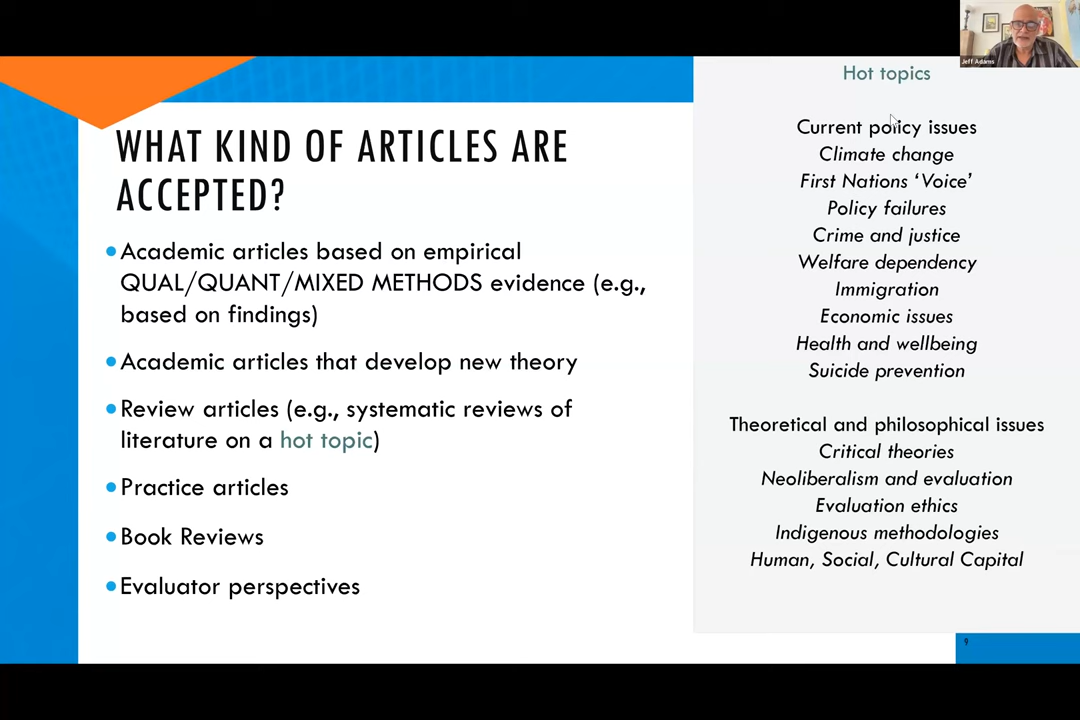 WHAT KIND OF ARTICLES ARE
ACCEPTED?
Academic articles based on empirical
QUAL/QUANT/MIXED METHODS evidence (e.g.,
based on findings)
Academic articles that develop new theory
Review articles (e.g., systematic reviews of
literature on a hot topic)
Practice articles
Book Reviews
Evaluator perspectives
Hot topics
Current policy issues
Climate change
First Nations ‘Voice’
Policy failures
Crime and justice
Welfare dependency
Immigration
Economic issues
Health and wellbeing
Suicide prevention
Theoretical and philosophical issues
Critical theories
Neoliberalism and evaluation
Evaluation ethics
Indigenous methodologies
Human, Social, Cultural Capital
9
Jeff Adams